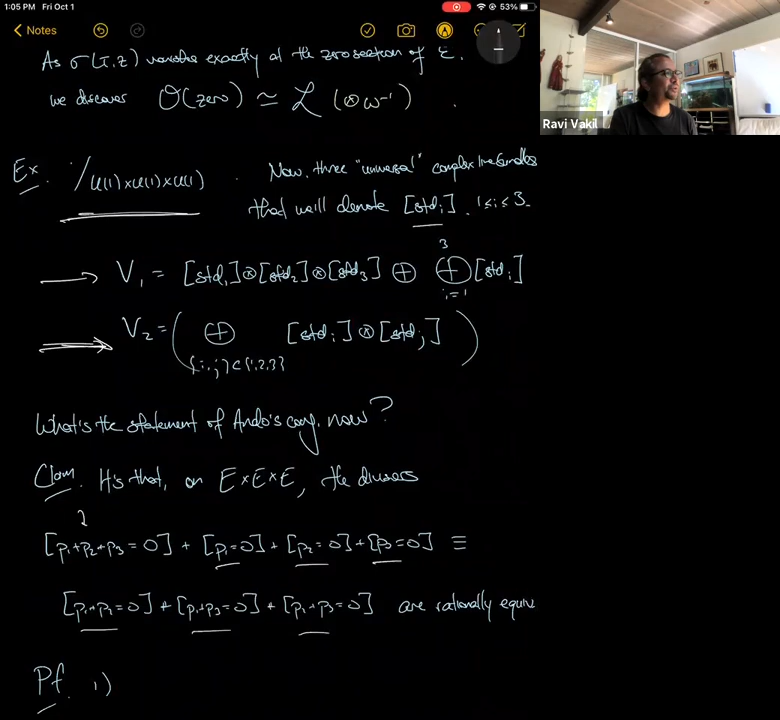 1:05 PM Fri Oct 1
53%
Notes
As σ(τ,z) vanishes exactly at the zero section of E,
we discover O(zero) ≃ L (⊗ω⁻¹) .
Ravi Vakil
Ex. /U(1)×U(1)×U(1) . Now, three "universal" complex line bundles
that we'll denote [std_i]. 1≤i≤3.
→ V₁ = [std₁]⊗[std₂]⊗[std₃] ⊕ ⊕_{i=1}^{3} [std_i]
→ V₂ = ( ⊕_{{i,j}⊂{1,2,3}} [std_i]⊗[std_j] )
What's the statement of Ando's conj. now?
Claim. It's that, on E×E×E, the divisors
2
[p₁+p₂+p₃=0] + [p₁=0] + [p₂=0] + [p₃=0] ≡
[p₁+p₂=0] + [p₁+p₃=0] + [p₂+p₃=0] are rationally equiv
Pf. 1)